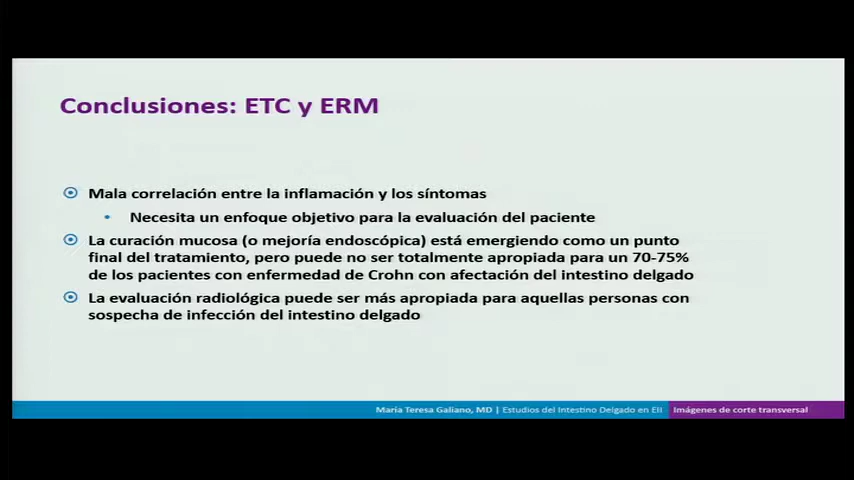 Conclusiones: ETC y ERM
Mala correlación entre la inflamación y los síntomas
Necesita un enfoque objetivo para la evaluación del paciente
La curación mucosa (o mejoría endoscópica) está emergiendo como un punto
final del tratamiento, pero puede no ser totalmente apropiada para un 70-75%
de los pacientes con enfermedad de Crohn con afectación del intestino delgado
La evaluación radiológica puede ser más apropiada para aquellas personas con
sospecha de infección del intestino delgado
María Teresa Galiano, MD | Estudios del Intestino Delgado en EII Imágenes de corte transversal